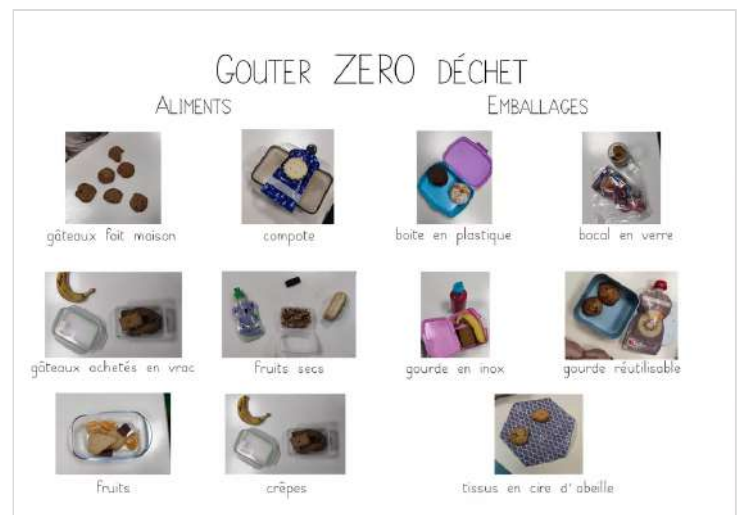 GOUTER ZERO DÉCHET
ALIMENTS
EMBALLAGES
gâteaux fait maison
compote
boite en plastique
bocal en verre
gâteaux achetés en vrac
fruits secs
gourde en inox
gourde réutilisable
fruits
crêpes
tissus en cire d'abeille